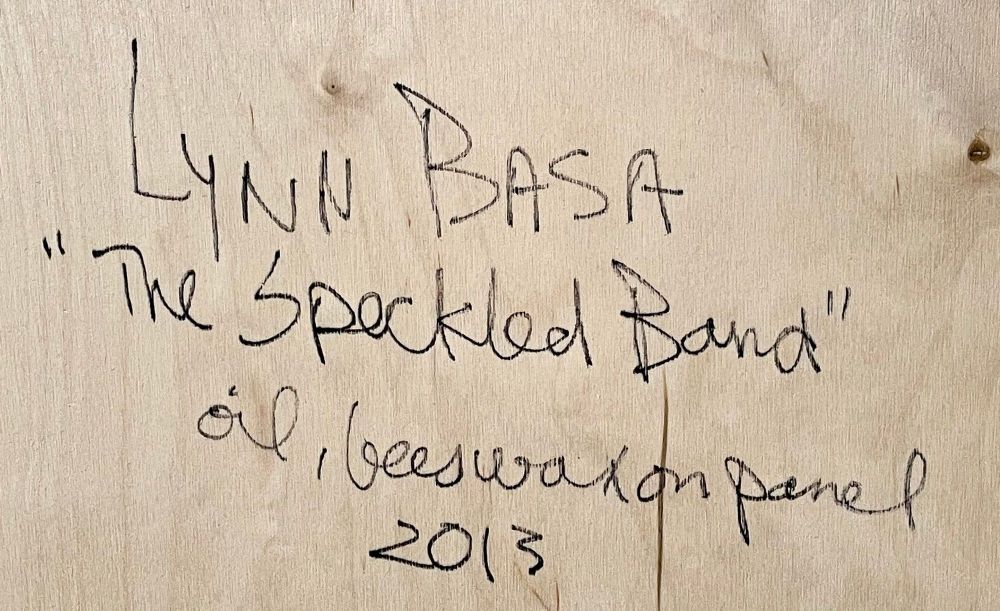 LYNN BASA
"The Speckled Band"
oil, beeswax on panel
2013